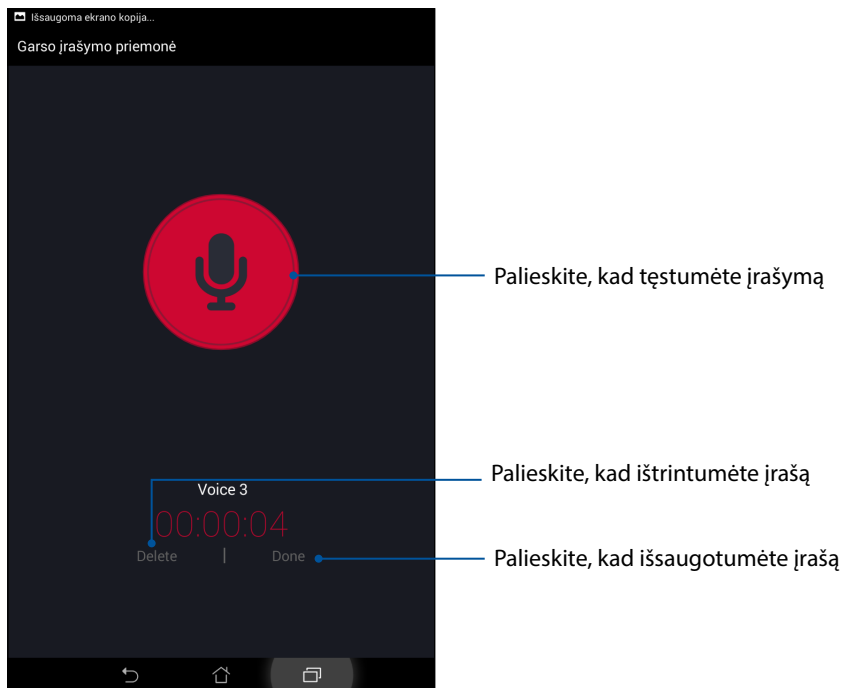 Išsaugoma ekrano kopija...
Garso įrašymo priemonė
Palieskite, kad tęstumėte įrašymą
Palieskite, kad ištrintumėte įrašą
Voice 3
00:00:04
Delete | Done
Palieskite, kad išsaugotumėte įrašą